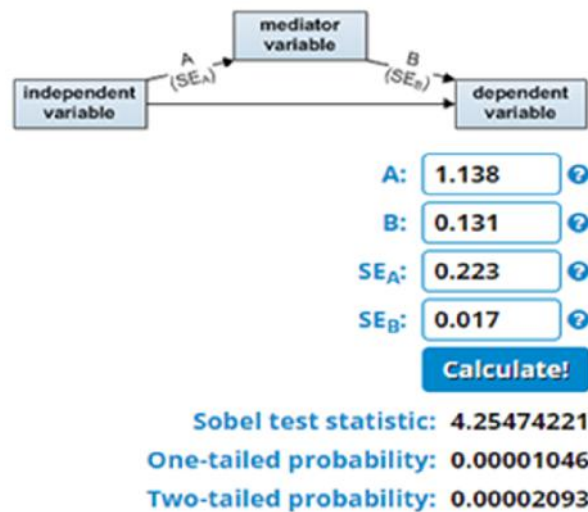 mediator
variable
A
(SEA)
B
(SEB)
independent
variable
dependent
variable
A: 1.138 ?
B: 0.131 ?
SEA: 0.223 ?
SEB: 0.017 ?
Calculate!
Sobel test statistic: 4.25474221
One-tailed probability: 0.00001046
Two-tailed probability: 0.00002093